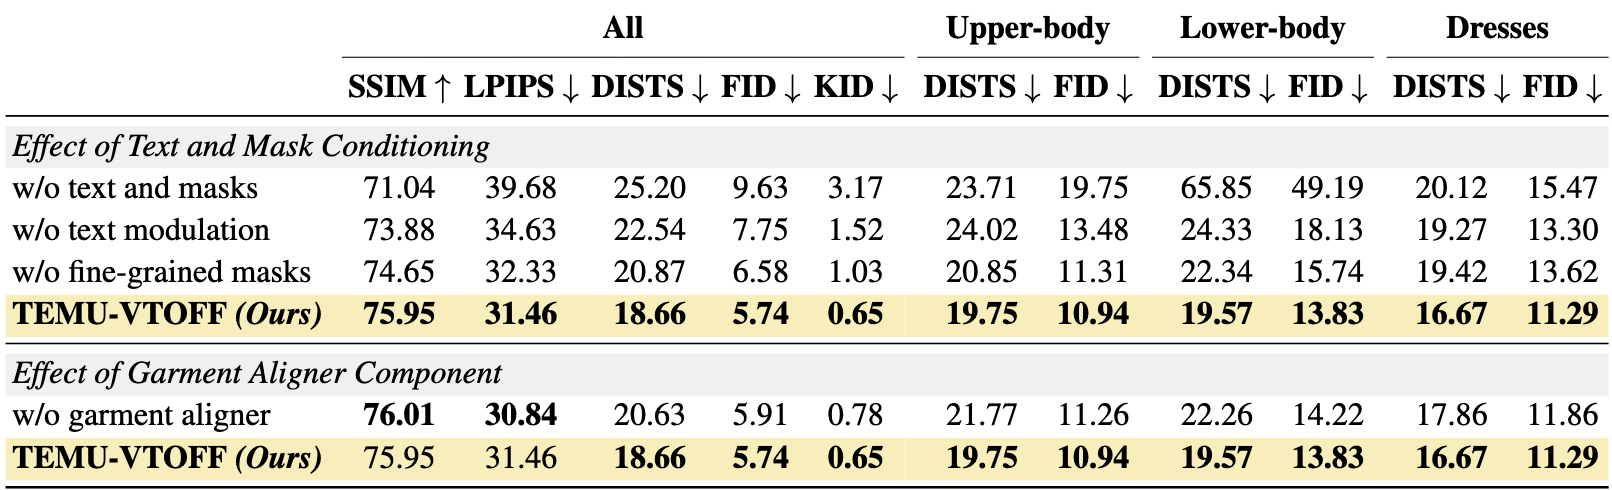 All Upper-body Lower-body Dresses
SSIM ↑ LPIPS ↓ DISTS ↓ FID ↓ KID ↓ DISTS ↓ FID ↓ DISTS ↓ FID ↓ DISTS ↓ FID ↓
Effect of Text and Mask Conditioning
w/o text and masks 71.04 39.68 25.20 9.63 3.17 23.71 19.75 65.85 49.19 20.12 15.47
w/o text modulation 73.88 34.63 22.54 7.75 1.52 24.02 13.48 24.33 18.13 19.27 13.30
w/o fine-grained masks 74.65 32.33 20.87 6.58 1.03 20.85 11.31 22.34 15.74 19.42 13.62
TEMU-VTOFF (Ours) 75.95 31.46 18.66 5.74 0.65 19.75 10.94 19.57 13.83 16.67 11.29
Effect of Garment Aligner Component
w/o garment aligner 76.01 30.84 20.63 5.91 0.78 21.77 11.26 22.26 14.22 17.86 11.86
TEMU-VTOFF (Ours) 75.95 31.46 18.66 5.74 0.65 19.75 10.94 19.57 13.83 16.67 11.29